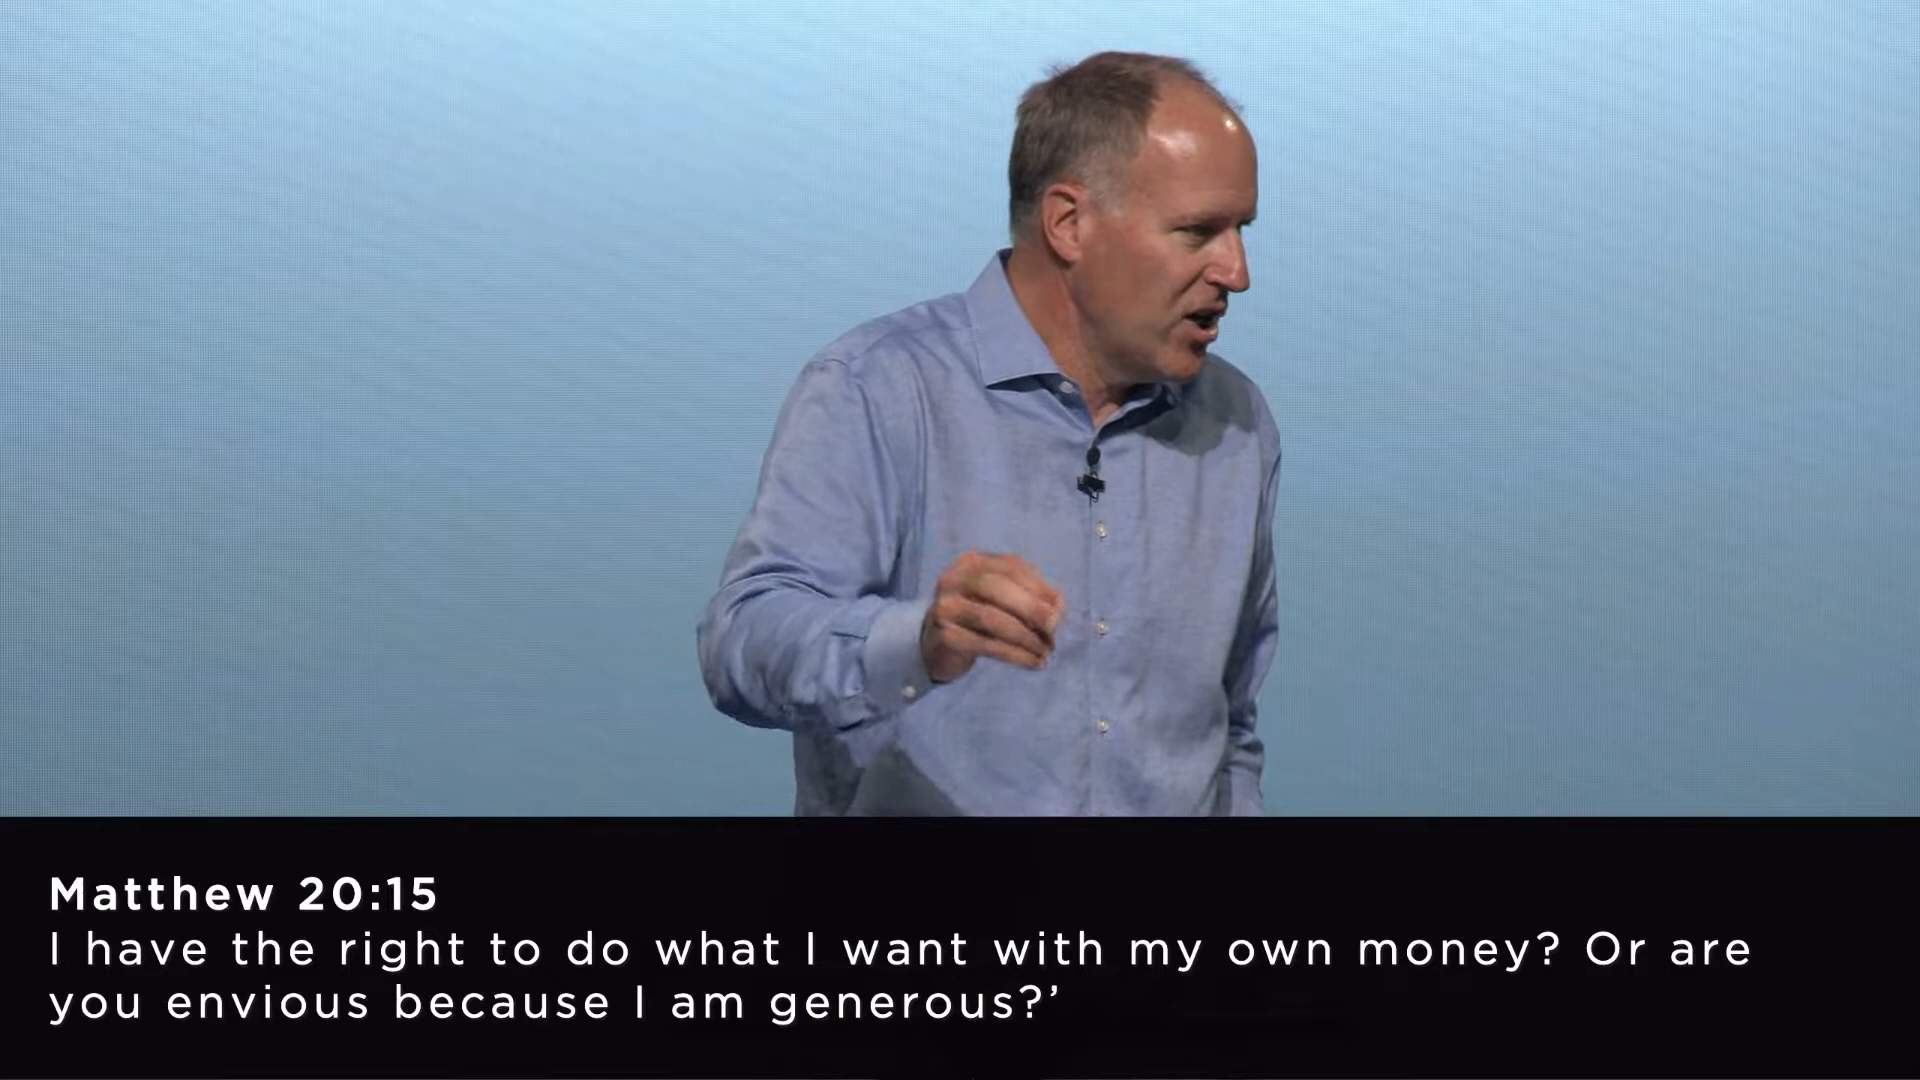 Matthew 20:15
I have the right to do what I want with my own money? Or are
you envious because I am generous?’